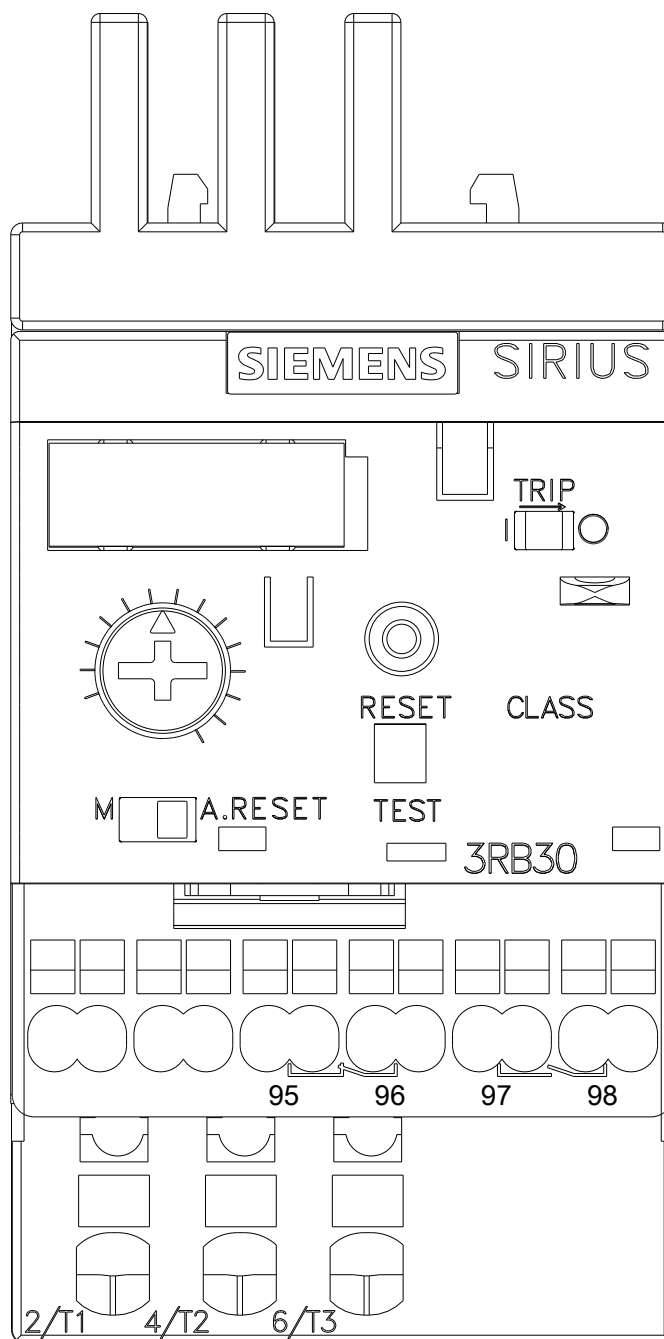 SIEMENS SIRIUS
TRIP
RESET CLASS
M A.RESET TEST
3RB30
95 96 97 98
2/T1 4/T2 6/T3